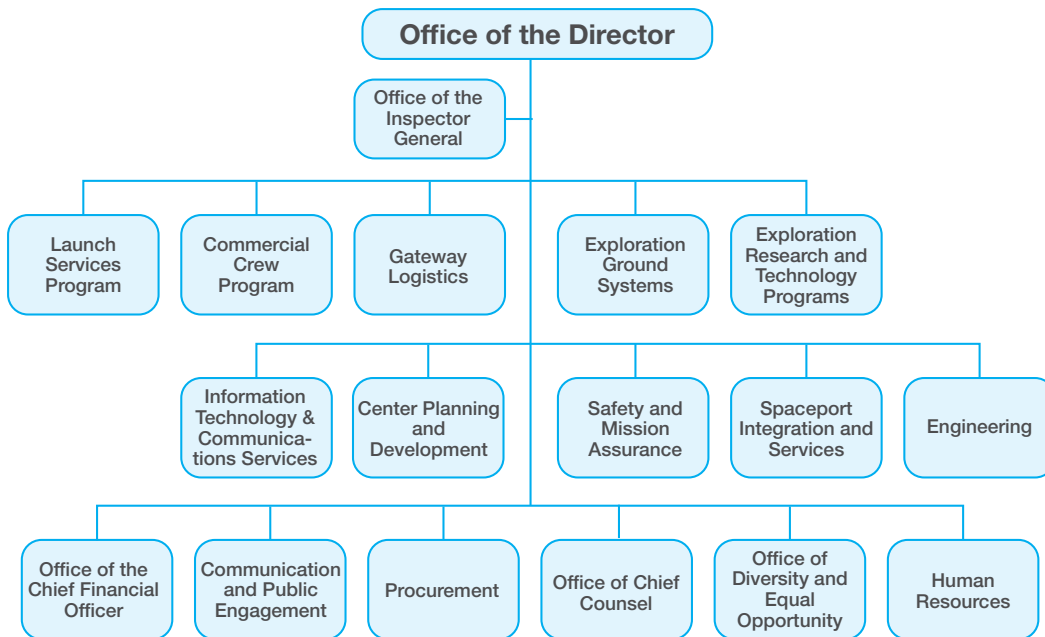 Office of the Director
Office of the
Inspector
General
Launch
Services
Program
Commercial
Crew
Program
Gateway
Logistics
Exploration
Ground
Systems
Exploration
Research and
Technology
Programs
Information
Technology &
Communica-
tions Services
Center Planning
and
Development
Safety and
Mission
Assurance
Spaceport
Integration and
Services
Engineering
Office of the
Chief Financial
Officer
Communication
and Public
Engagement
Procurement
Office of Chief
Counsel
Office of
Diversity and
Equal
Opportunity
Human
Resources